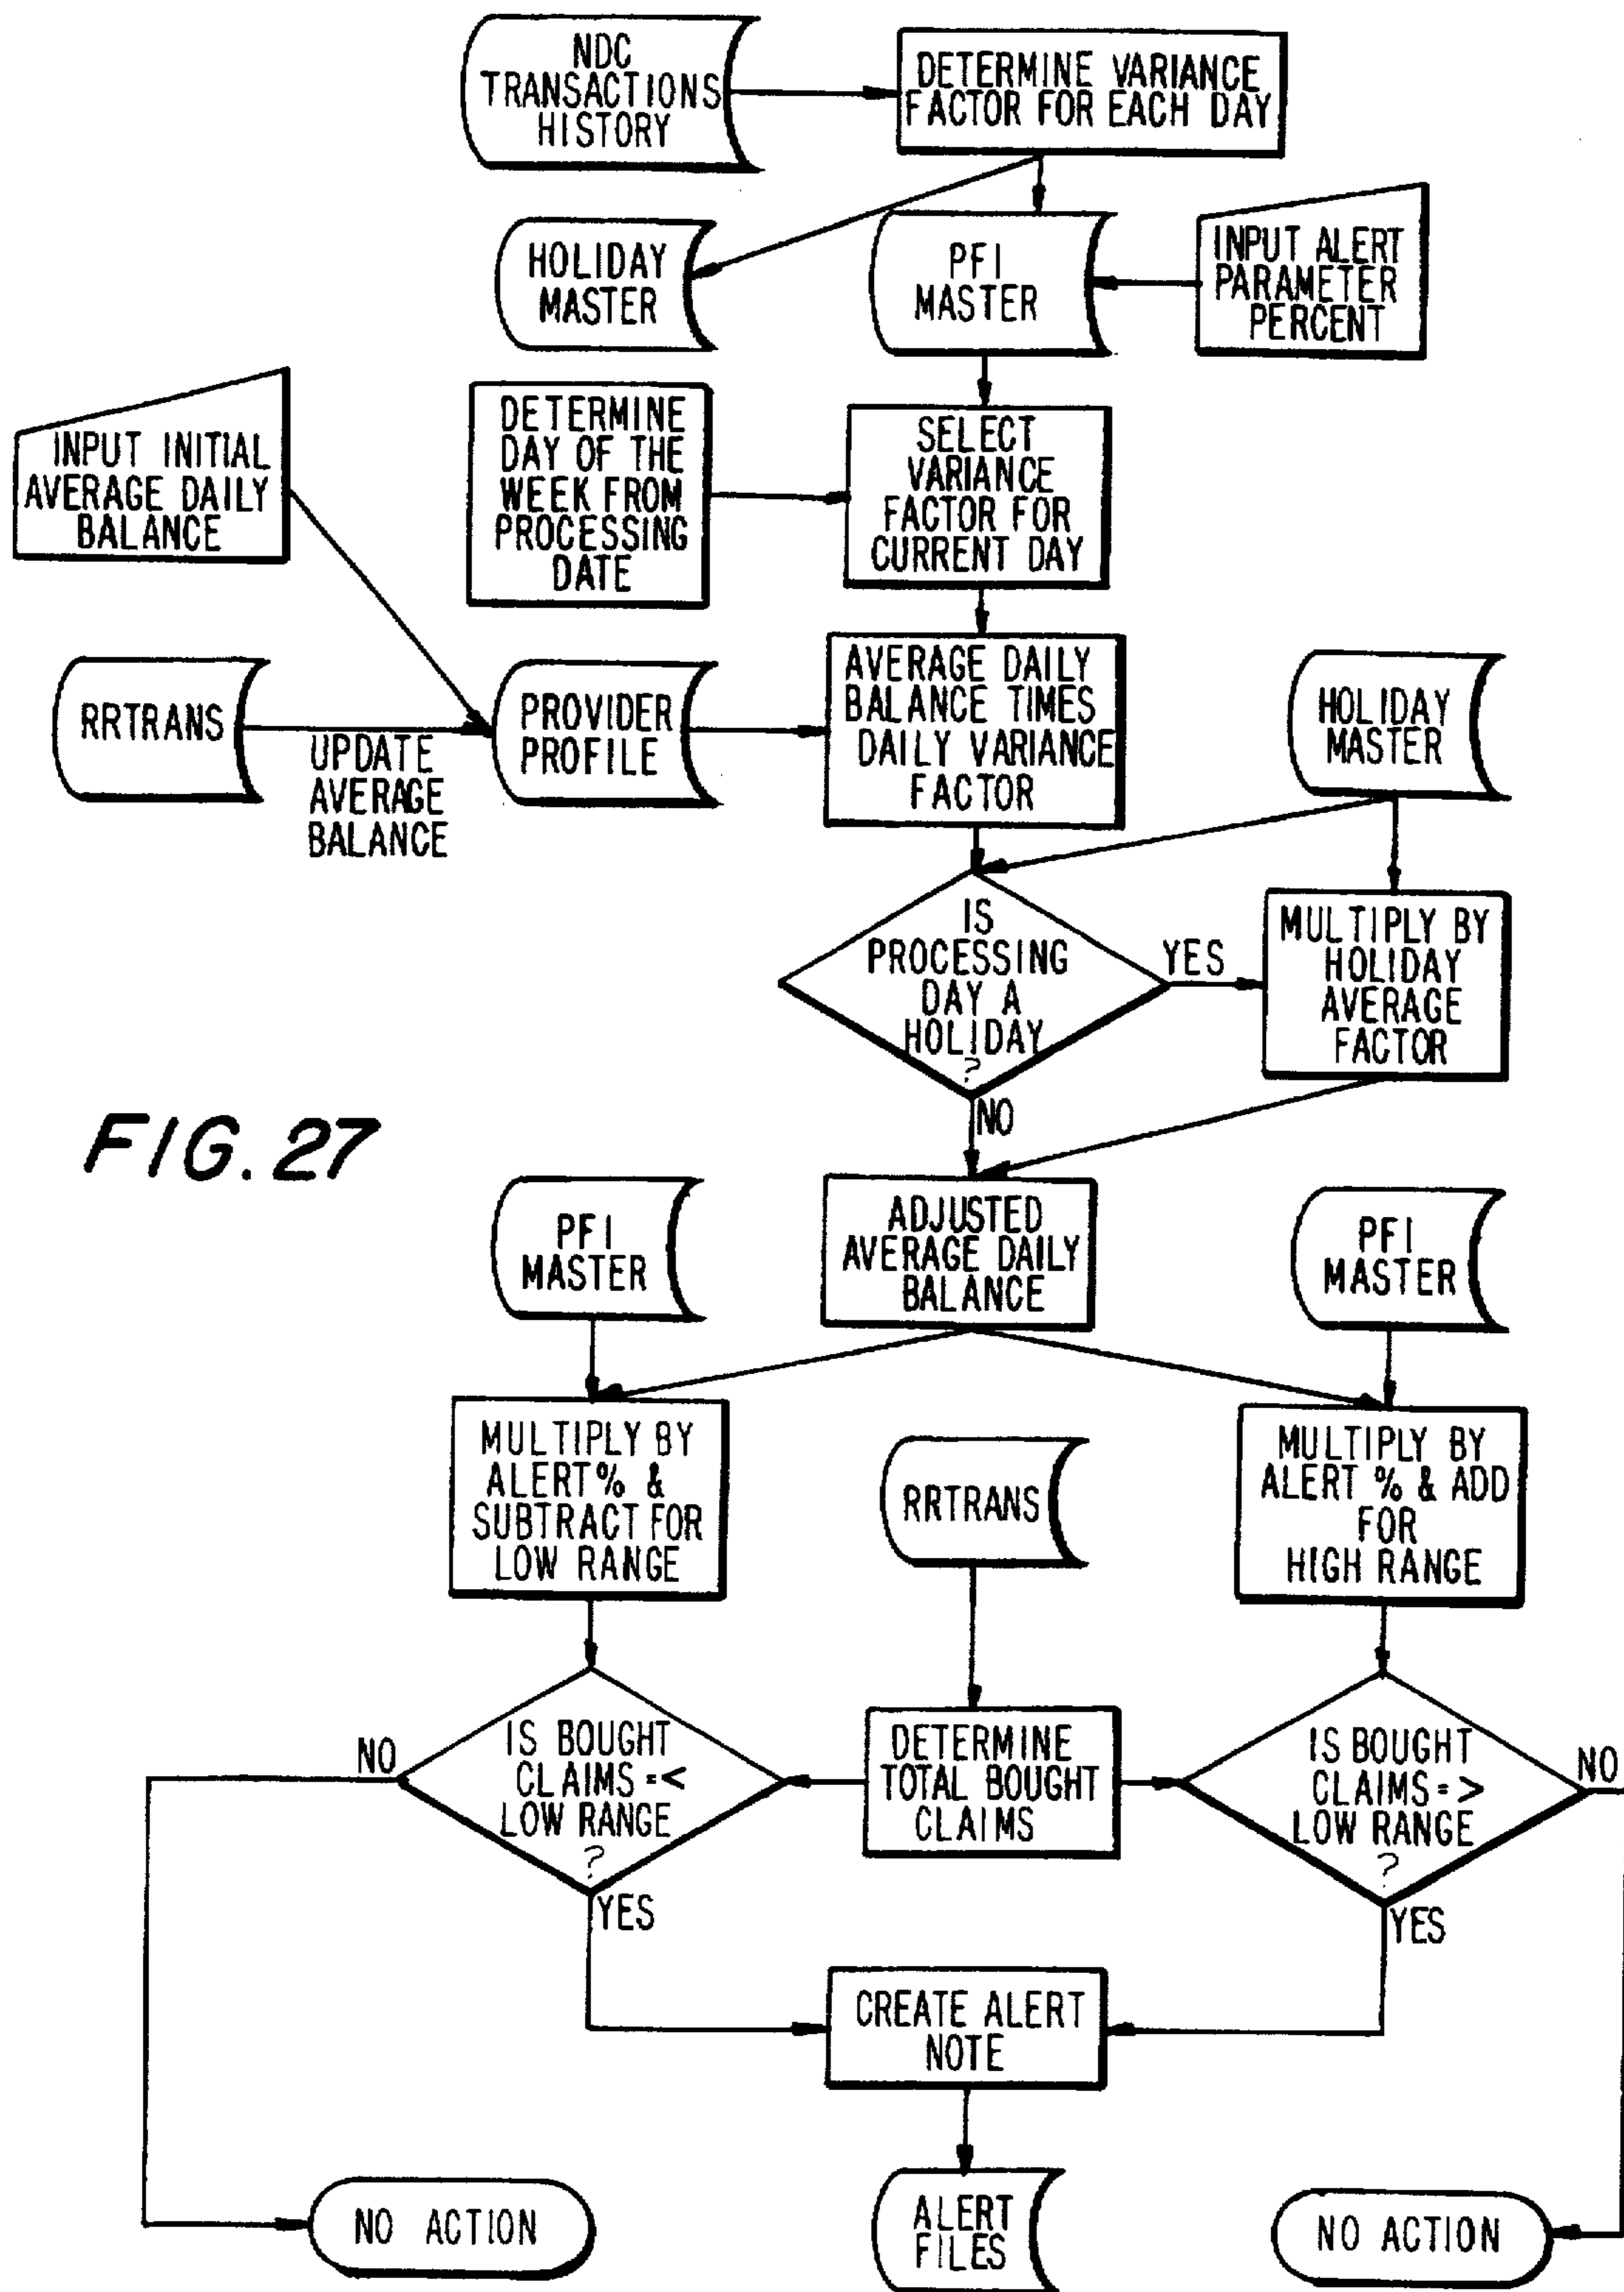 NDC
TRANSACTIONS
HISTORY
DETERMINE VARIANCE
FACTOR FOR EACH DAY
HOLIDAY
MASTER
PFI
MASTER
INPUT ALERT
PARAMETER
PERCENT
INPUT INITIAL
AVERAGE DAILY
BALANCE
DETERMINE
DAY OF THE
WEEK FROM
PROCESSING
DATE
SELECT
VARIANCE
FACTOR FOR
CURRENT DAY
RRTRANS
UPDATE
AVERAGE
BALANCE
PROVIDER
PROFILE
AVERAGE DAILY
BALANCE TIMES
DAILY VARIANCE
FACTOR
HOLIDAY
MASTER
IS
PROCESSING
DAY A
HOLIDAY
?
YES
NO
MULTIPLY BY
HOLIDAY
AVERAGE
FACTOR
FIG. 27
PFI
MASTER
ADJUSTED
AVERAGE DAILY
BALANCE
PFI
MASTER
MULTIPLY BY
ALERT % &
SUBTRACT FOR
LOW RANGE
RRTRANS
MULTIPLY BY
ALERT % & ADD
FOR
HIGH RANGE
NO
IS BOUGHT
CLAIMS =<
LOW RANGE
?
YES
DETERMINE
TOTAL BOUGHT
CLAIMS
IS BOUGHT
CLAIMS =>
LOW RANGE
?
NO
YES
CREATE ALERT
NOTE
NO ACTION
ALERT
FILES
NO ACTION